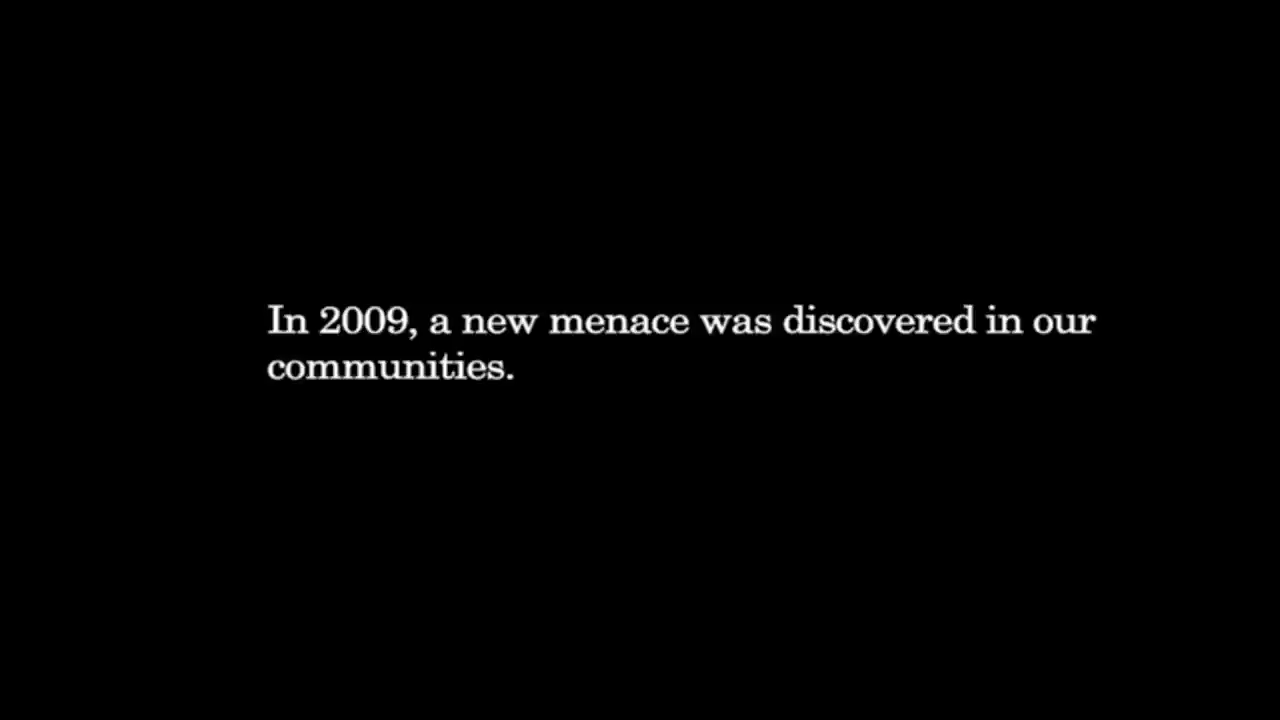 In 2009, a new menace was discovered in our
communities.